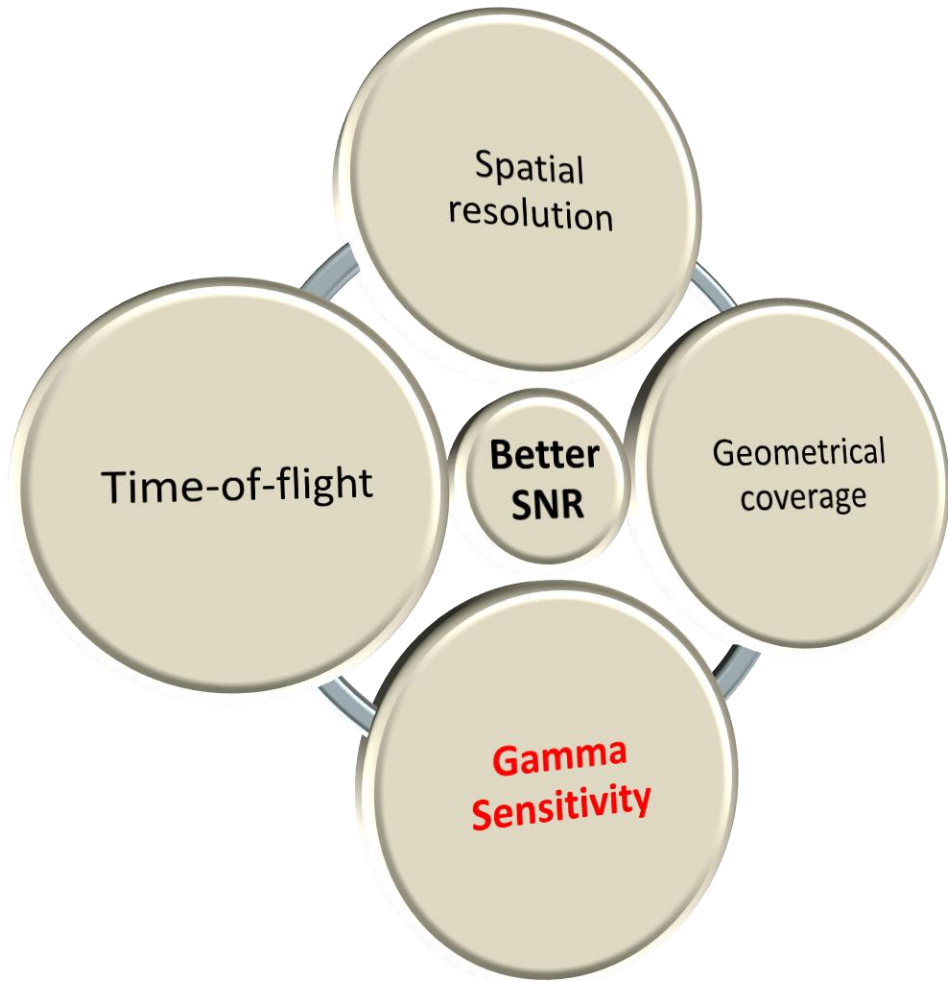 Spatial
resolution
Time-of-flight
Better
SNR
Geometrical
coverage
Gamma
Sensitivity